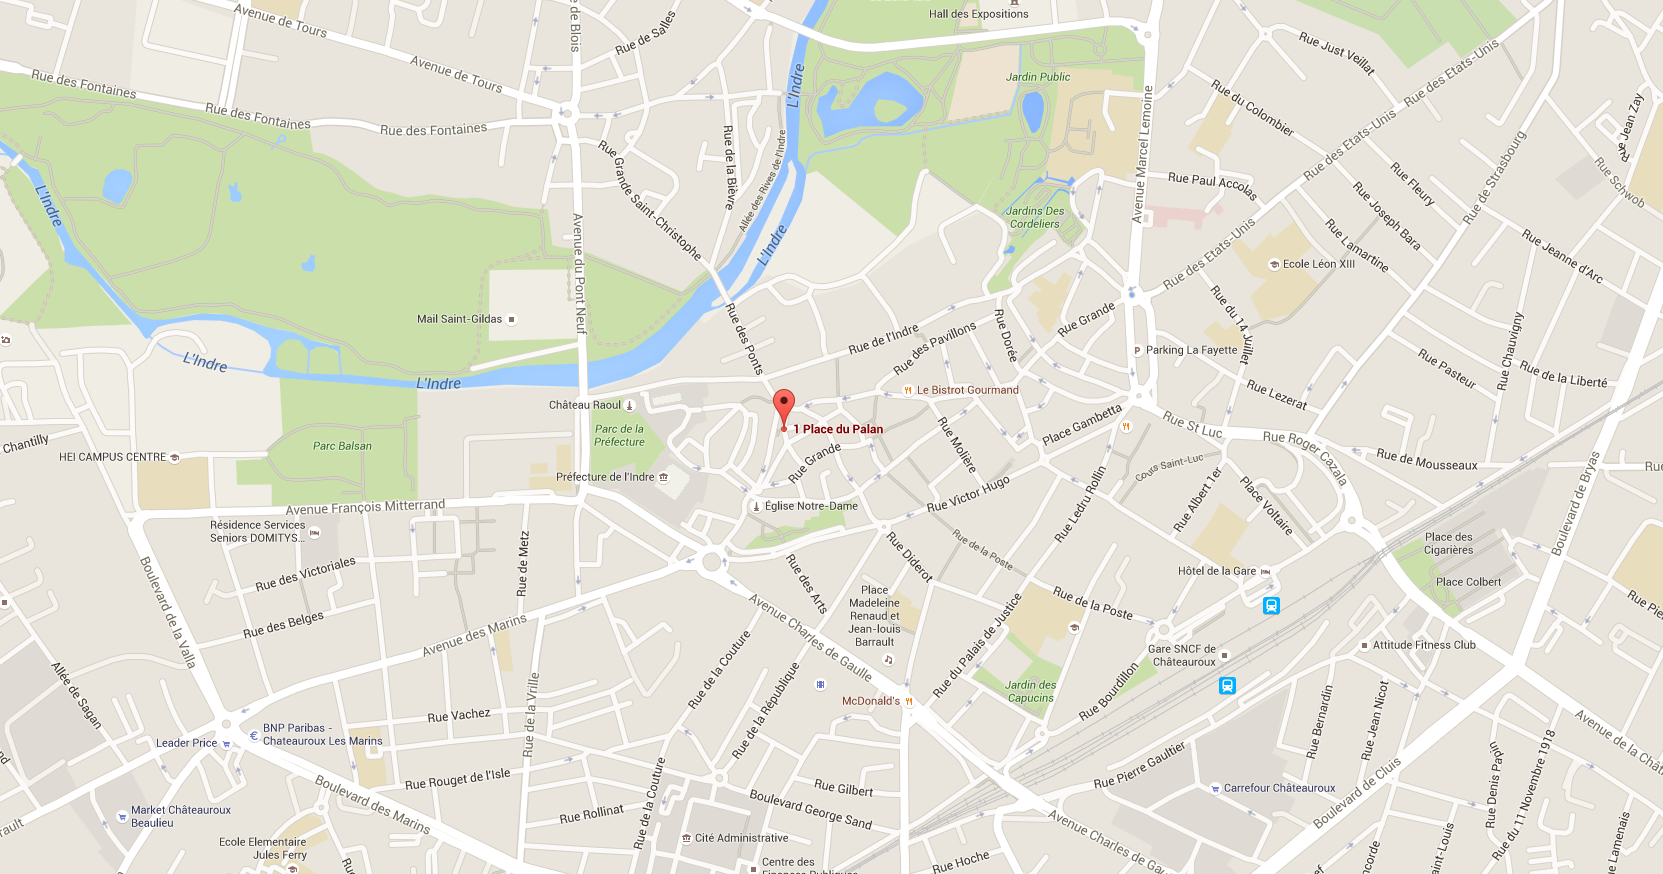 Avenue de Tours
Rue de Blois
Rue de Salles
Hall des Expositions
Rue Just Veillat
Rue des Etats-Unis
Avenue de Tours
Rue des Fontaines
Rue des Fontaines
Rue des Fontaines
L'Indre
Jardin Public
Rue du Colombier
Rue des Etats-Unis
Rue Jean Zay
Rue Schwob
Rue de Strasbourg
Avenue Marcel Lemoine
Rue Grande Saint-Christophe
Rue de la Bièvre
Allée des Rives de l'Indre
L'Indre
L'Indre
Rue Paul Accolas
Rue Fleury
Rue Joseph Bara
Rue Lamartine
Rue Jeanne d'Arc
Jardins Des
Cordeliers
Avenue du Pont Neuf
Rue des Etats-Unis
Ecole Léon XIII
Rue du 14 Juillet
Mail Saint-Gildas
Rue des Ponts
Rue de l'Indre
Rue des Pavillons
Rue Dorée
Rue Grande
Parking La Fayette
Rue Chauvigny
Rue Pasteur
Rue de la Liberté
L'Indre
L'Indre
Rue Lezerat
Le Bistrot Gourmand
Château Raoul
1 Place du Palan
Parc de la
Préfecture
Parc Balsan
Rue Molière
Place Gambetta
Rue St Luc
Rue Roger Cazala
Chantilly
HEI CAMPUS CENTRE
Rue Grande
Cours Saint-Luc
Rue de Mousseaux
Préfecture de l'Indre
Rue Victor Hugo
Rue Ledru Rollin
Rue Albert 1er
Place Voltaire
Boulevard de Bryas
Avenue François Mitterrand
Église Notre-Dame
Résidence Services
Seniors DOMITYS...
Rue de Metz
Rue de la Poste
Rue Diderot
Place des
Cigarières
Rue des Victoriales
Rue des Arts
Hôtel de la Gare
Place Colbert
Boulevard de la Valla
Rue des Belges
Avenue des Marins
Avenue Charles de Gaulle
Place
Madeleine
Renaud et
Jean-louis
Barrault
Rue de la Poste
Rue du Palais de Justice
Gare SNCF de
Châteauroux
Attitude Fitness Club
Allée de Sagan
Rue de la Vrille
Rue de la Couture
Rue de la République
McDonald's
Jardin des
Capucins
Rue Bourdillon
Rue Bernardin
Rue Jean Nicot
Rue Vachez
BNP Paribas -
Chateauroux Les Marins
Leader Price
Rue Pierre Gaultier
Boulevard de Cluis
Rue Denis Papin
Rue du 11 Novembre 1918
Rue Rouget de l'Isle
Boulevard des Marins
Rue de la Couture
Rue Gilbert
Carrefour Châteauroux
Market Châteauroux
Beaulieu
Rue Rollinat
Boulevard George Sand
Avenue Charles de Gau
Ecole Elementaire
Jules Ferry
Cité Administrative
Centre des
Finances Publiques
Rue Hoche